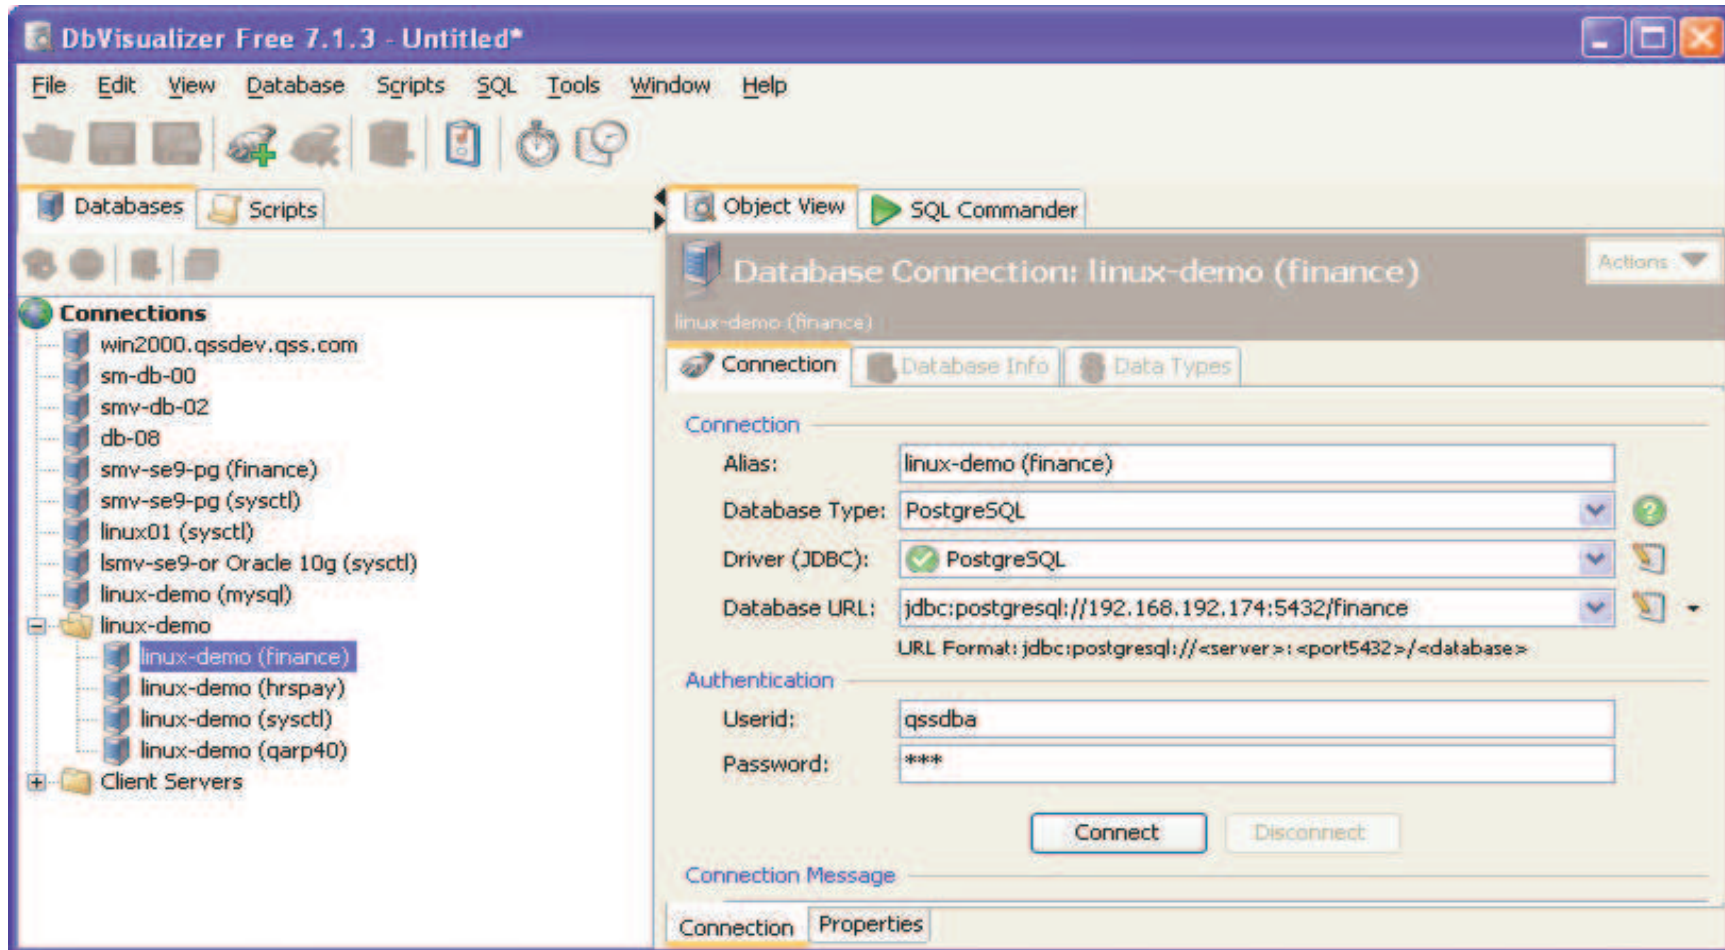 DbVisualizer Free 7.1.3 - Untitled*
File Edit View Database Scripts SQL Tools Window Help
Databases Scripts
Object View SQL Commander
Database Connection: linux-demo (finance)
Actions
linux-demo (finance)
Connection Database Info Data Types
Connections
win2000.qssdev.qss.com
sm-db-00
smv-db-02
db-08
smv-se9-pg (finance)
smv-se9-pg (sysctl)
linux01 (sysctl)
lsmv-se9-or Oracle 10g (sysctl)
linux-demo (mysql)
linux-demo
linux-demo (finance)
linux-demo (hrspay)
linux-demo (sysctl)
linux-demo (qarp40)
Client Servers
Connection
Alias: linux-demo (finance)
Database Type: PostgreSQL
Driver (JDBC): PostgreSQL
Database URL: jdbc:postgresql://192.168.192.174:5432/finance
URL Format: jdbc:postgresql://<server>:<port5432>/<database>
Authentication
Userid: qssdba
Password: ***
Connect Disconnect
Connection Message
Connection Properties